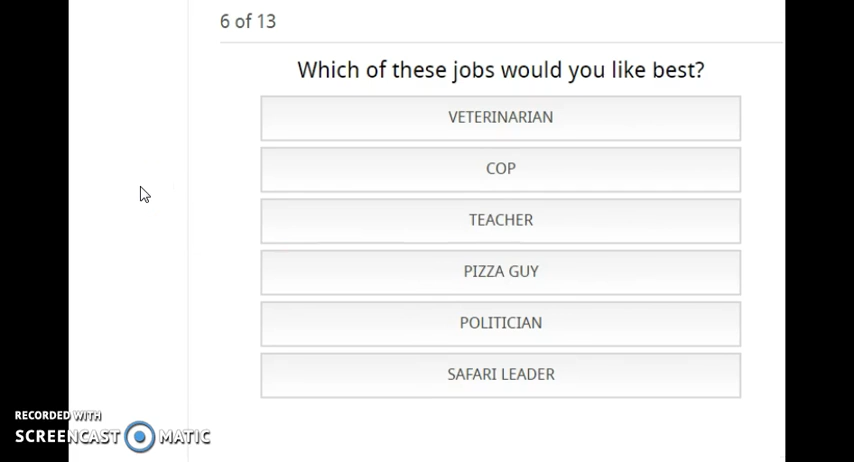 6 of 13
Which of these jobs would you like best?
VETERINARIAN
COP
TEACHER
PIZZA GUY
POLITICIAN
SAFARI LEADER
RECORDED WITH
SCREENCAST MATIC